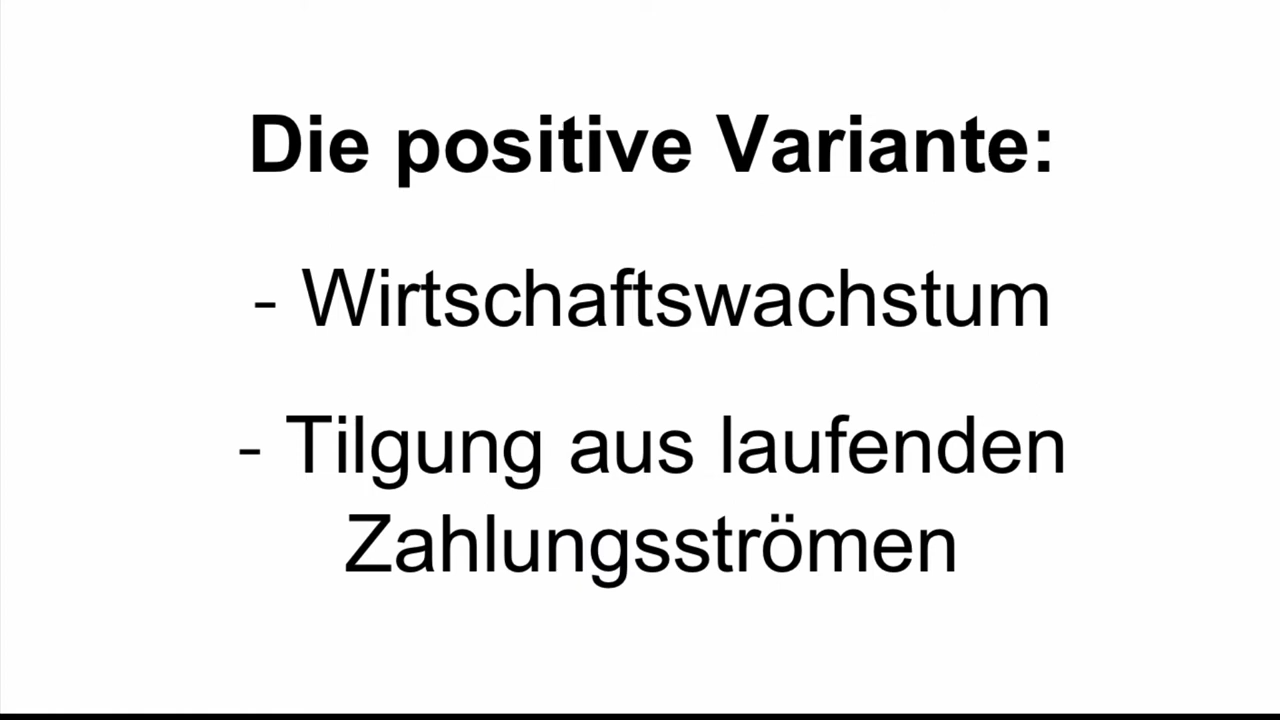 Die positive Variante:
- Wirtschaftswachstum
- Tilgung aus laufenden
Zahlungsströmen